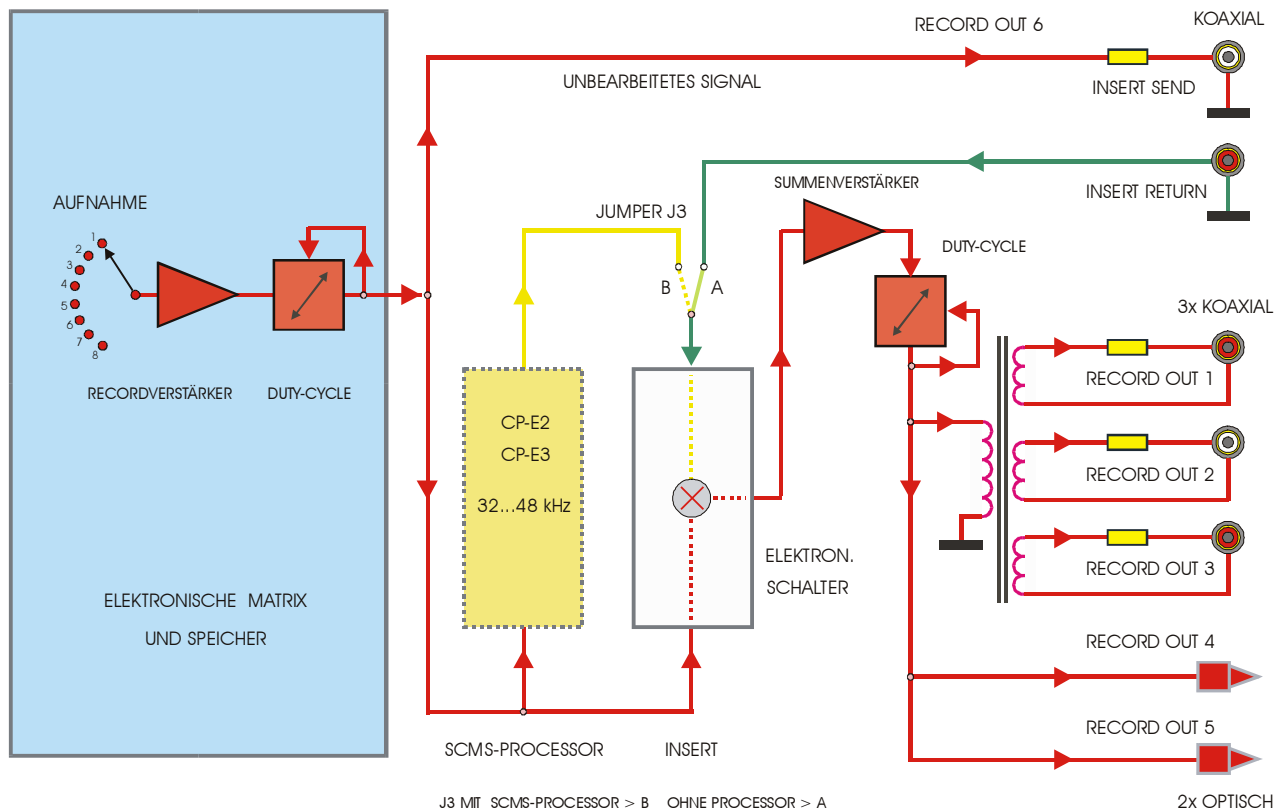 RECORD OUT 6
KOAXIAL
UNBEARBEITETES SIGNAL
INSERT SEND
SUMMENVERSTÄRKER
INSERT RETURN
AUFNAHME
JUMPER J3
1
2
3
4
5
6
7
8
B
A
DUTY-CYCLE
3x KOAXIAL
RECORD OUT 1
RECORDVERSTÄRKER
DUTY-CYCLE
CP-E2
CP-E3
32...48 kHz
RECORD OUT 2
ELEKTRON.
SCHALTER
RECORD OUT 3
ELEKTRONISCHE MATRIX
UND SPEICHER
RECORD OUT 4
SCMS-PROCESSOR
INSERT
RECORD OUT 5
J3 MIT SCMS-PROCESSOR > B OHNE PROCESSOR > A
2x OPTISCH